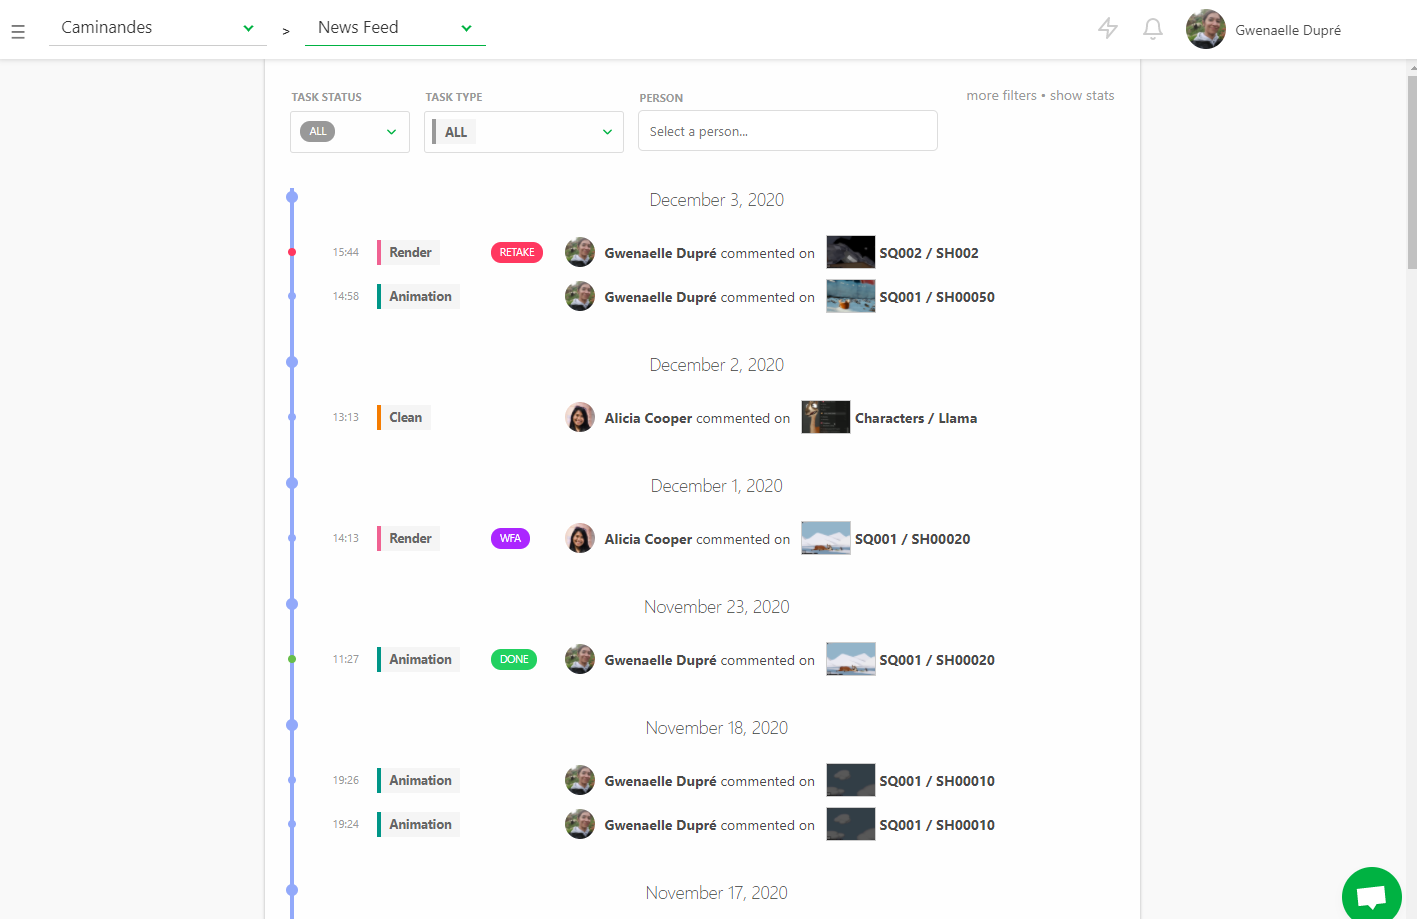 Caminandes > News Feed Gwenaelle Dupré
TASK STATUS TASK TYPE PERSON more filters • show stats
ALL ALL Select a person...
December 3, 2020
15:44 Render RETAKE Gwenaelle Dupré commented on SQ002 / SH002
14:58 Animation Gwenaelle Dupré commented on SQ001 / SH00050
December 2, 2020
13:13 Clean Alicia Cooper commented on Characters / Llama
December 1, 2020
14:13 Render WFA Alicia Cooper commented on SQ001 / SH00020
November 23, 2020
11:27 Animation DONE Gwenaelle Dupré commented on SQ001 / SH00020
November 18, 2020
19:26 Animation Gwenaelle Dupré commented on SQ001 / SH00010
19:24 Animation Gwenaelle Dupré commented on SQ001 / SH00010
November 17, 2020